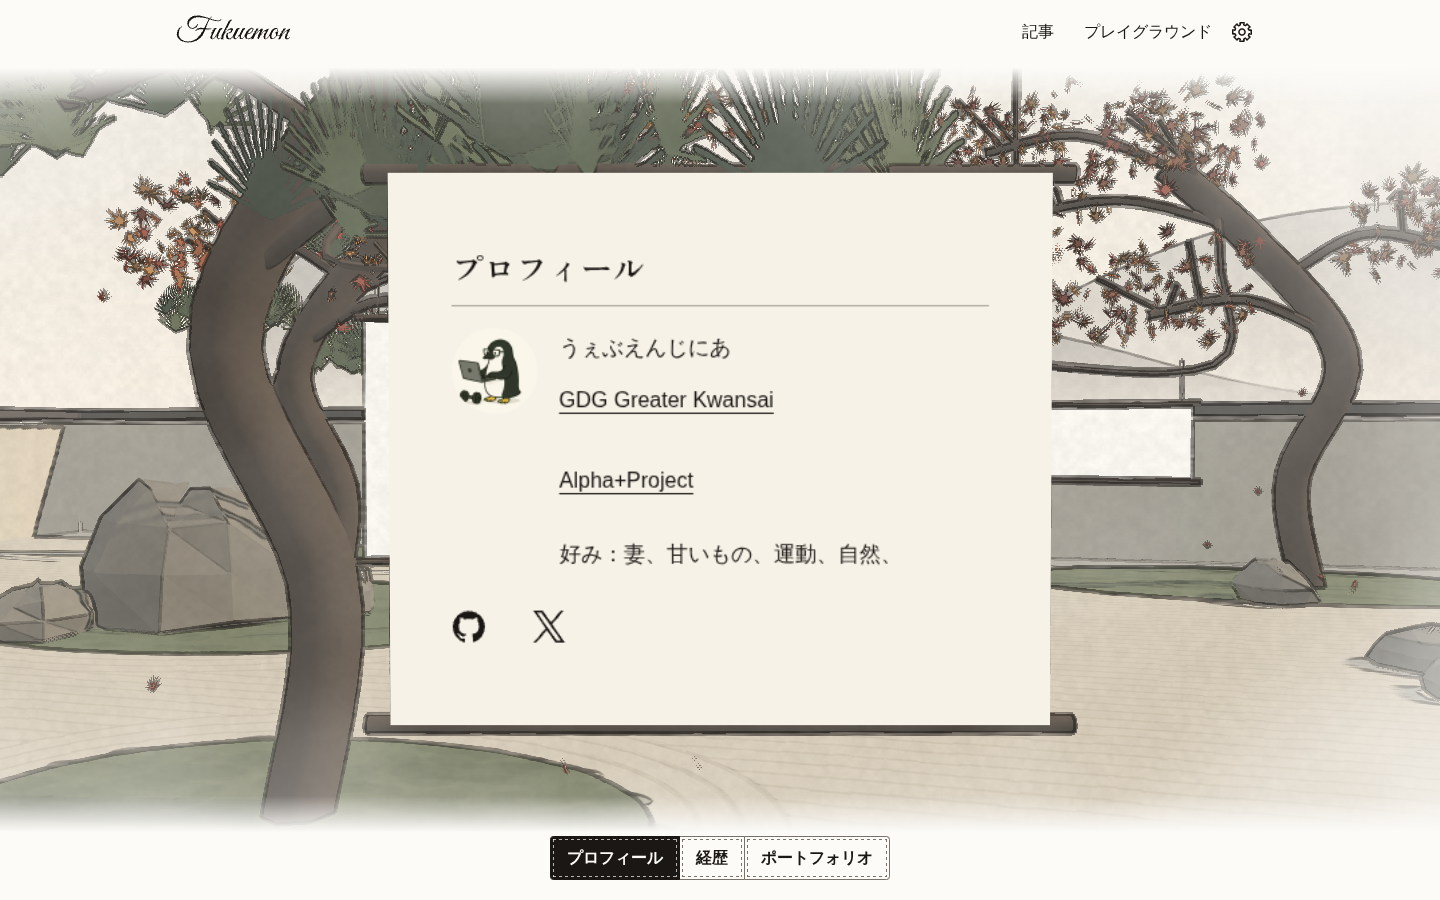 Fukuemon
記事 プレイグラウンド
プロフィール
うぇぶえんじにあ
GDG Greater Kwansai
Alpha+Project
好み：妻、甘いもの、運動、自然、
プロフィール 経歴 ポートフォリオ